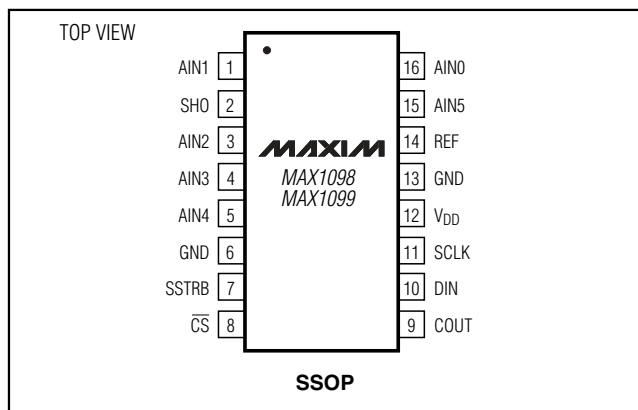 TOP VIEW
AIN1 1
SHO 2
AIN2 3
AIN3 4
AIN4 5
GND 6
SSTRB 7
C̅S̅ 8
MAXIM
MAX1098
MAX1099
16 AIN0
15 AIN5
14 REF
13 GND
12 VDD
11 SCLK
10 DIN
9 COUT
SSOP